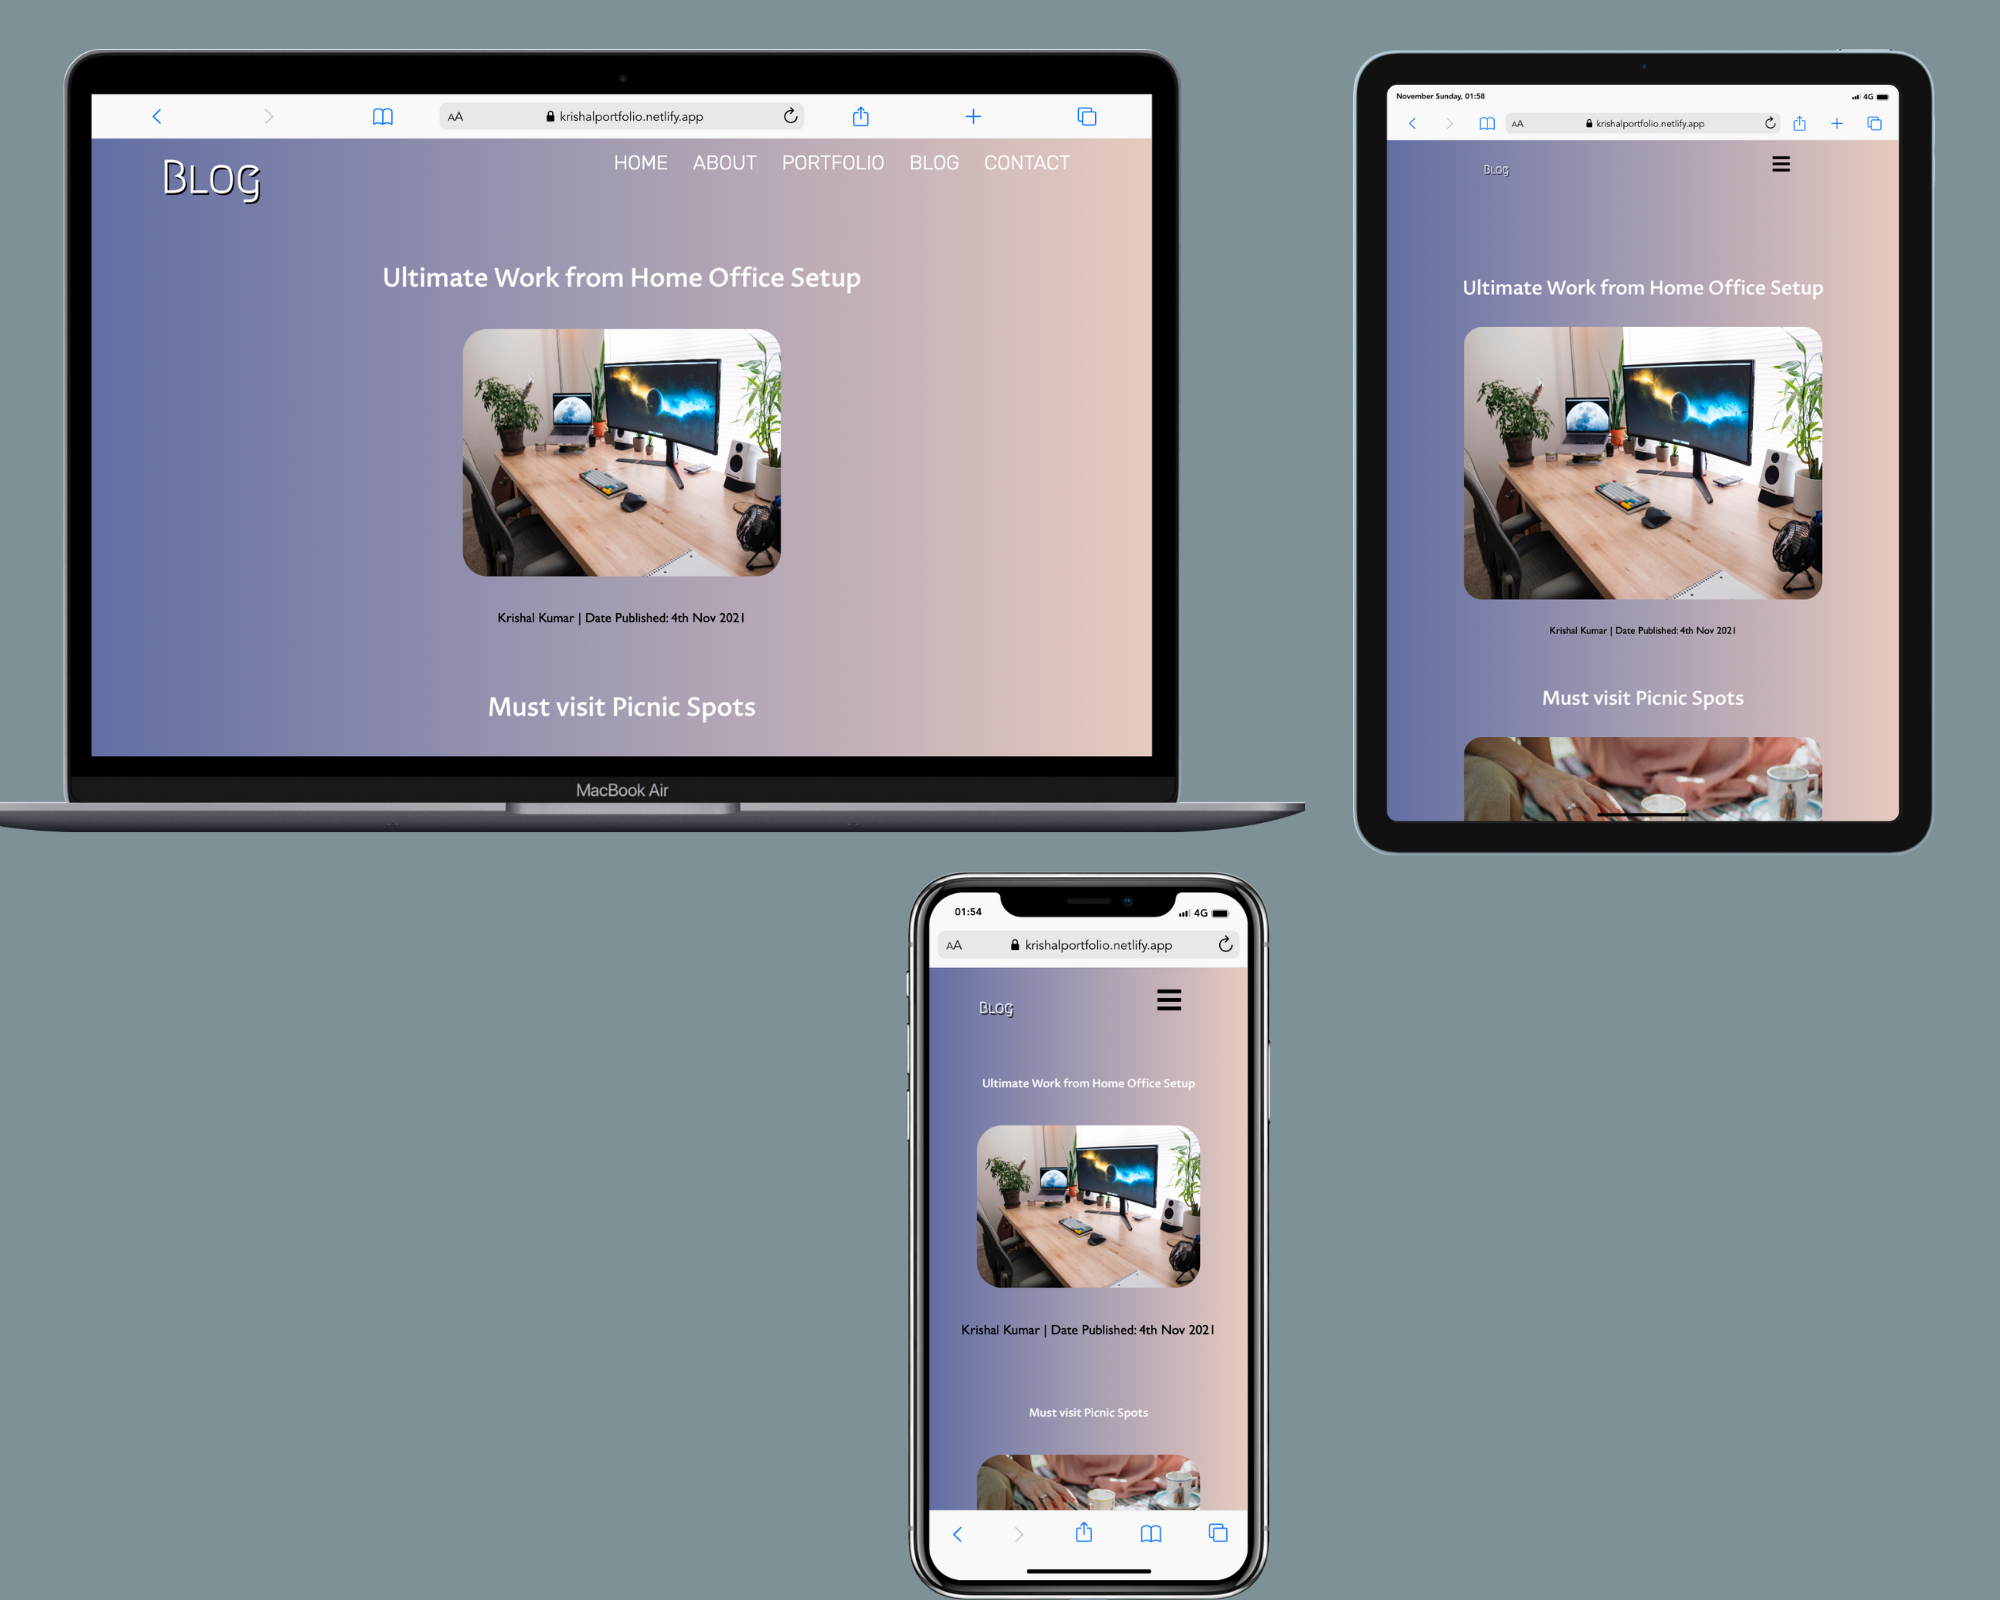 AA krishalportfolio.netlify.app
BLOG
HOME ABOUT PORTFOLIO BLOG CONTACT
Ultimate Work from Home Office Setup
Krishal Kumar | Date Published: 4th Nov 2021
Must visit Picnic Spots
MacBook Air
November Sunday, 01:58 4G
AA krishalportfolio.netlify.app
BLOG
Ultimate Work from Home Office Setup
Krishal Kumar | Date Published: 4th Nov 2021
Must visit Picnic Spots
01:54 4G
AA krishalportfolio.netlify.app
BLOG
Ultimate Work from Home Office Setup
Krishal Kumar | Date Published: 4th Nov 2021
Must visit Picnic Spots